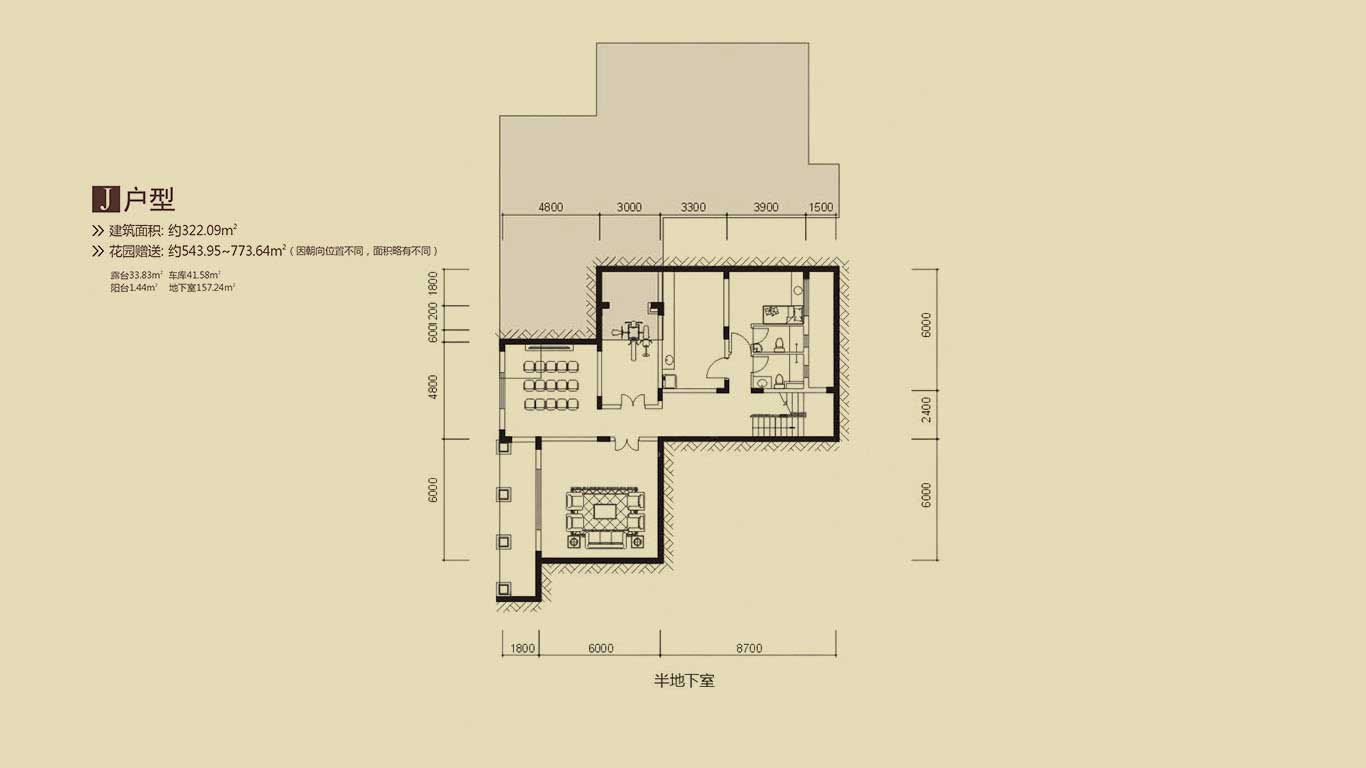 J户型
建筑面积: 约322.09m²
花园赠送: 约543.95~773.64m²(因朝向位置不同，面积略有不同)
露台33.83m² 车库41.58m²
阳台1.44m² 地下室157.24m²
4800 3000 3300 3900 1500
1800
1200
600
4800
6000
6000
2400
6000
1800 6000 8700
半地下室